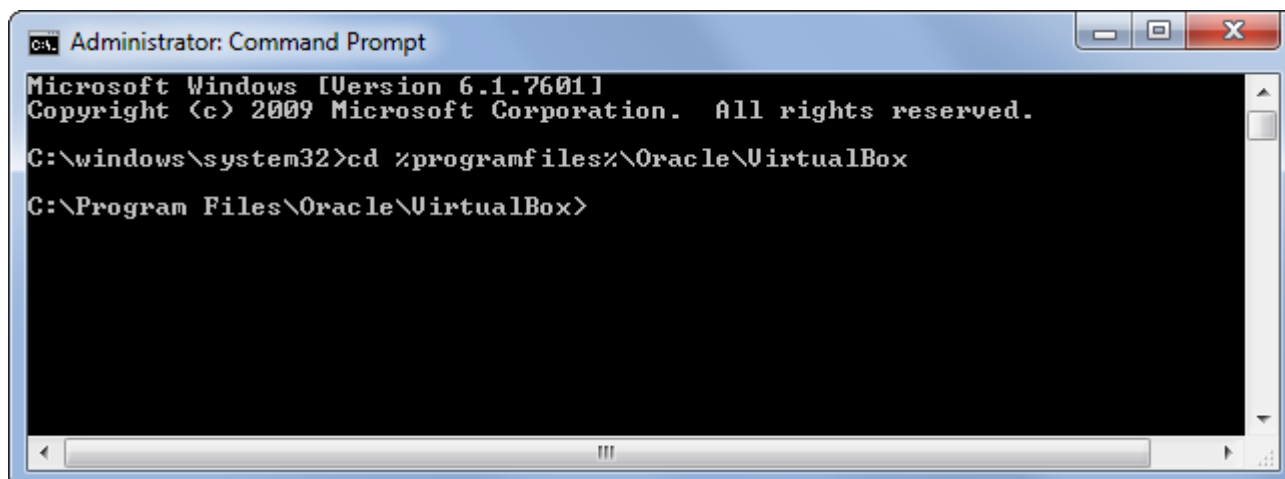 Administrator: Command Prompt
Microsoft Windows [Version 6.1.7601]
Copyright (c) 2009 Microsoft Corporation.  All rights reserved.
C:\windows\system32>cd %programfiles%\Oracle\VirtualBox
C:\Program Files\Oracle\VirtualBox>